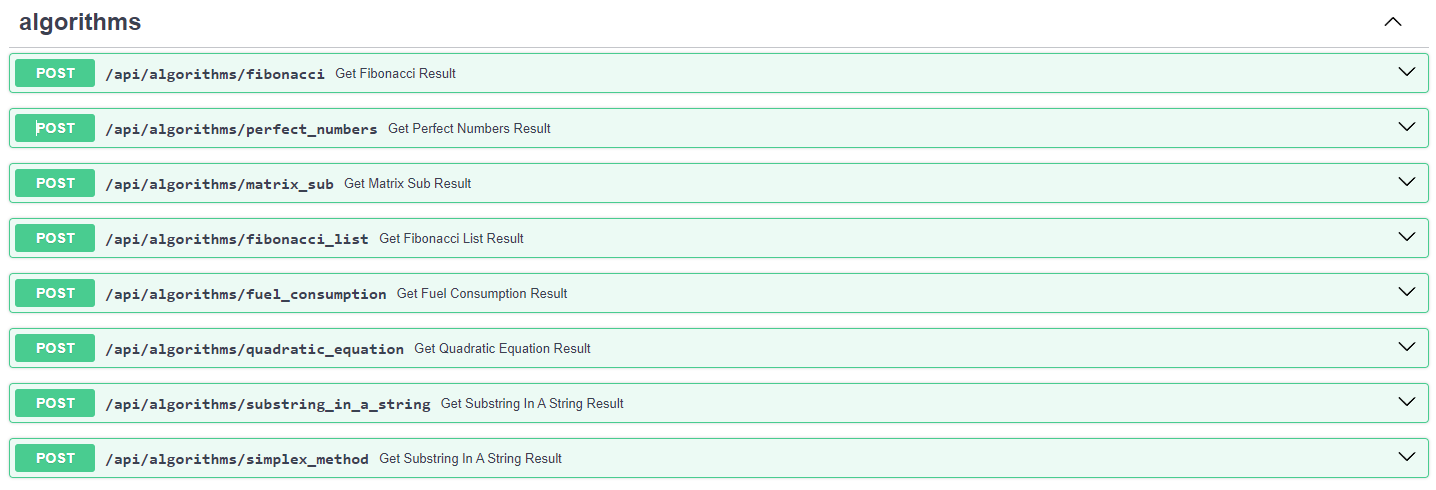 algorithms
POST /api/algorithms/fibonacci Get Fibonacci Result
POST /api/algorithms/perfect_numbers Get Perfect Numbers Result
POST /api/algorithms/matrix_sub Get Matrix Sub Result
POST /api/algorithms/fibonacci_list Get Fibonacci List Result
POST /api/algorithms/fuel_consumption Get Fuel Consumption Result
POST /api/algorithms/quadratic_equation Get Quadratic Equation Result
POST /api/algorithms/substring_in_a_string Get Substring In A String Result
POST /api/algorithms/simplex_method Get Substring In A String Result